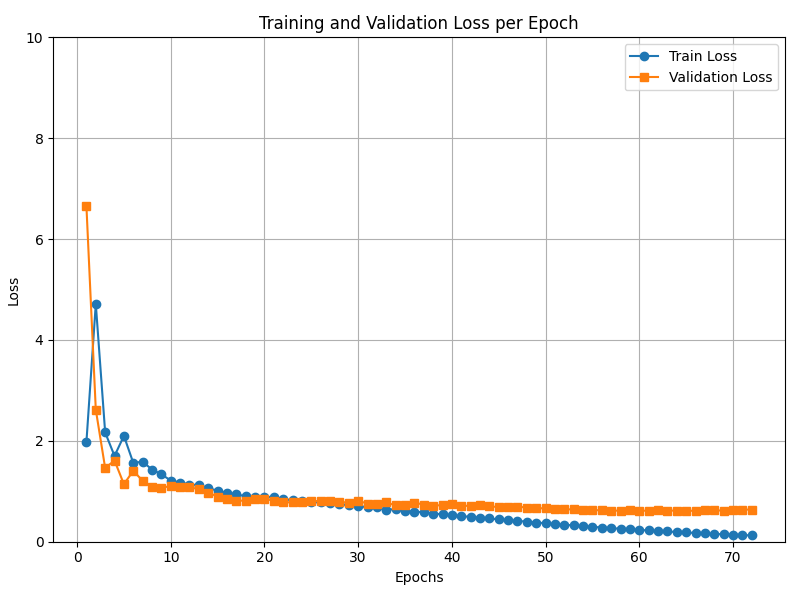 Training and Validation Loss per Epoch
10
8
6
4
2
0
Loss
Train Loss
Validation Loss
0 10 20 30 40 50 60 70
Epochs